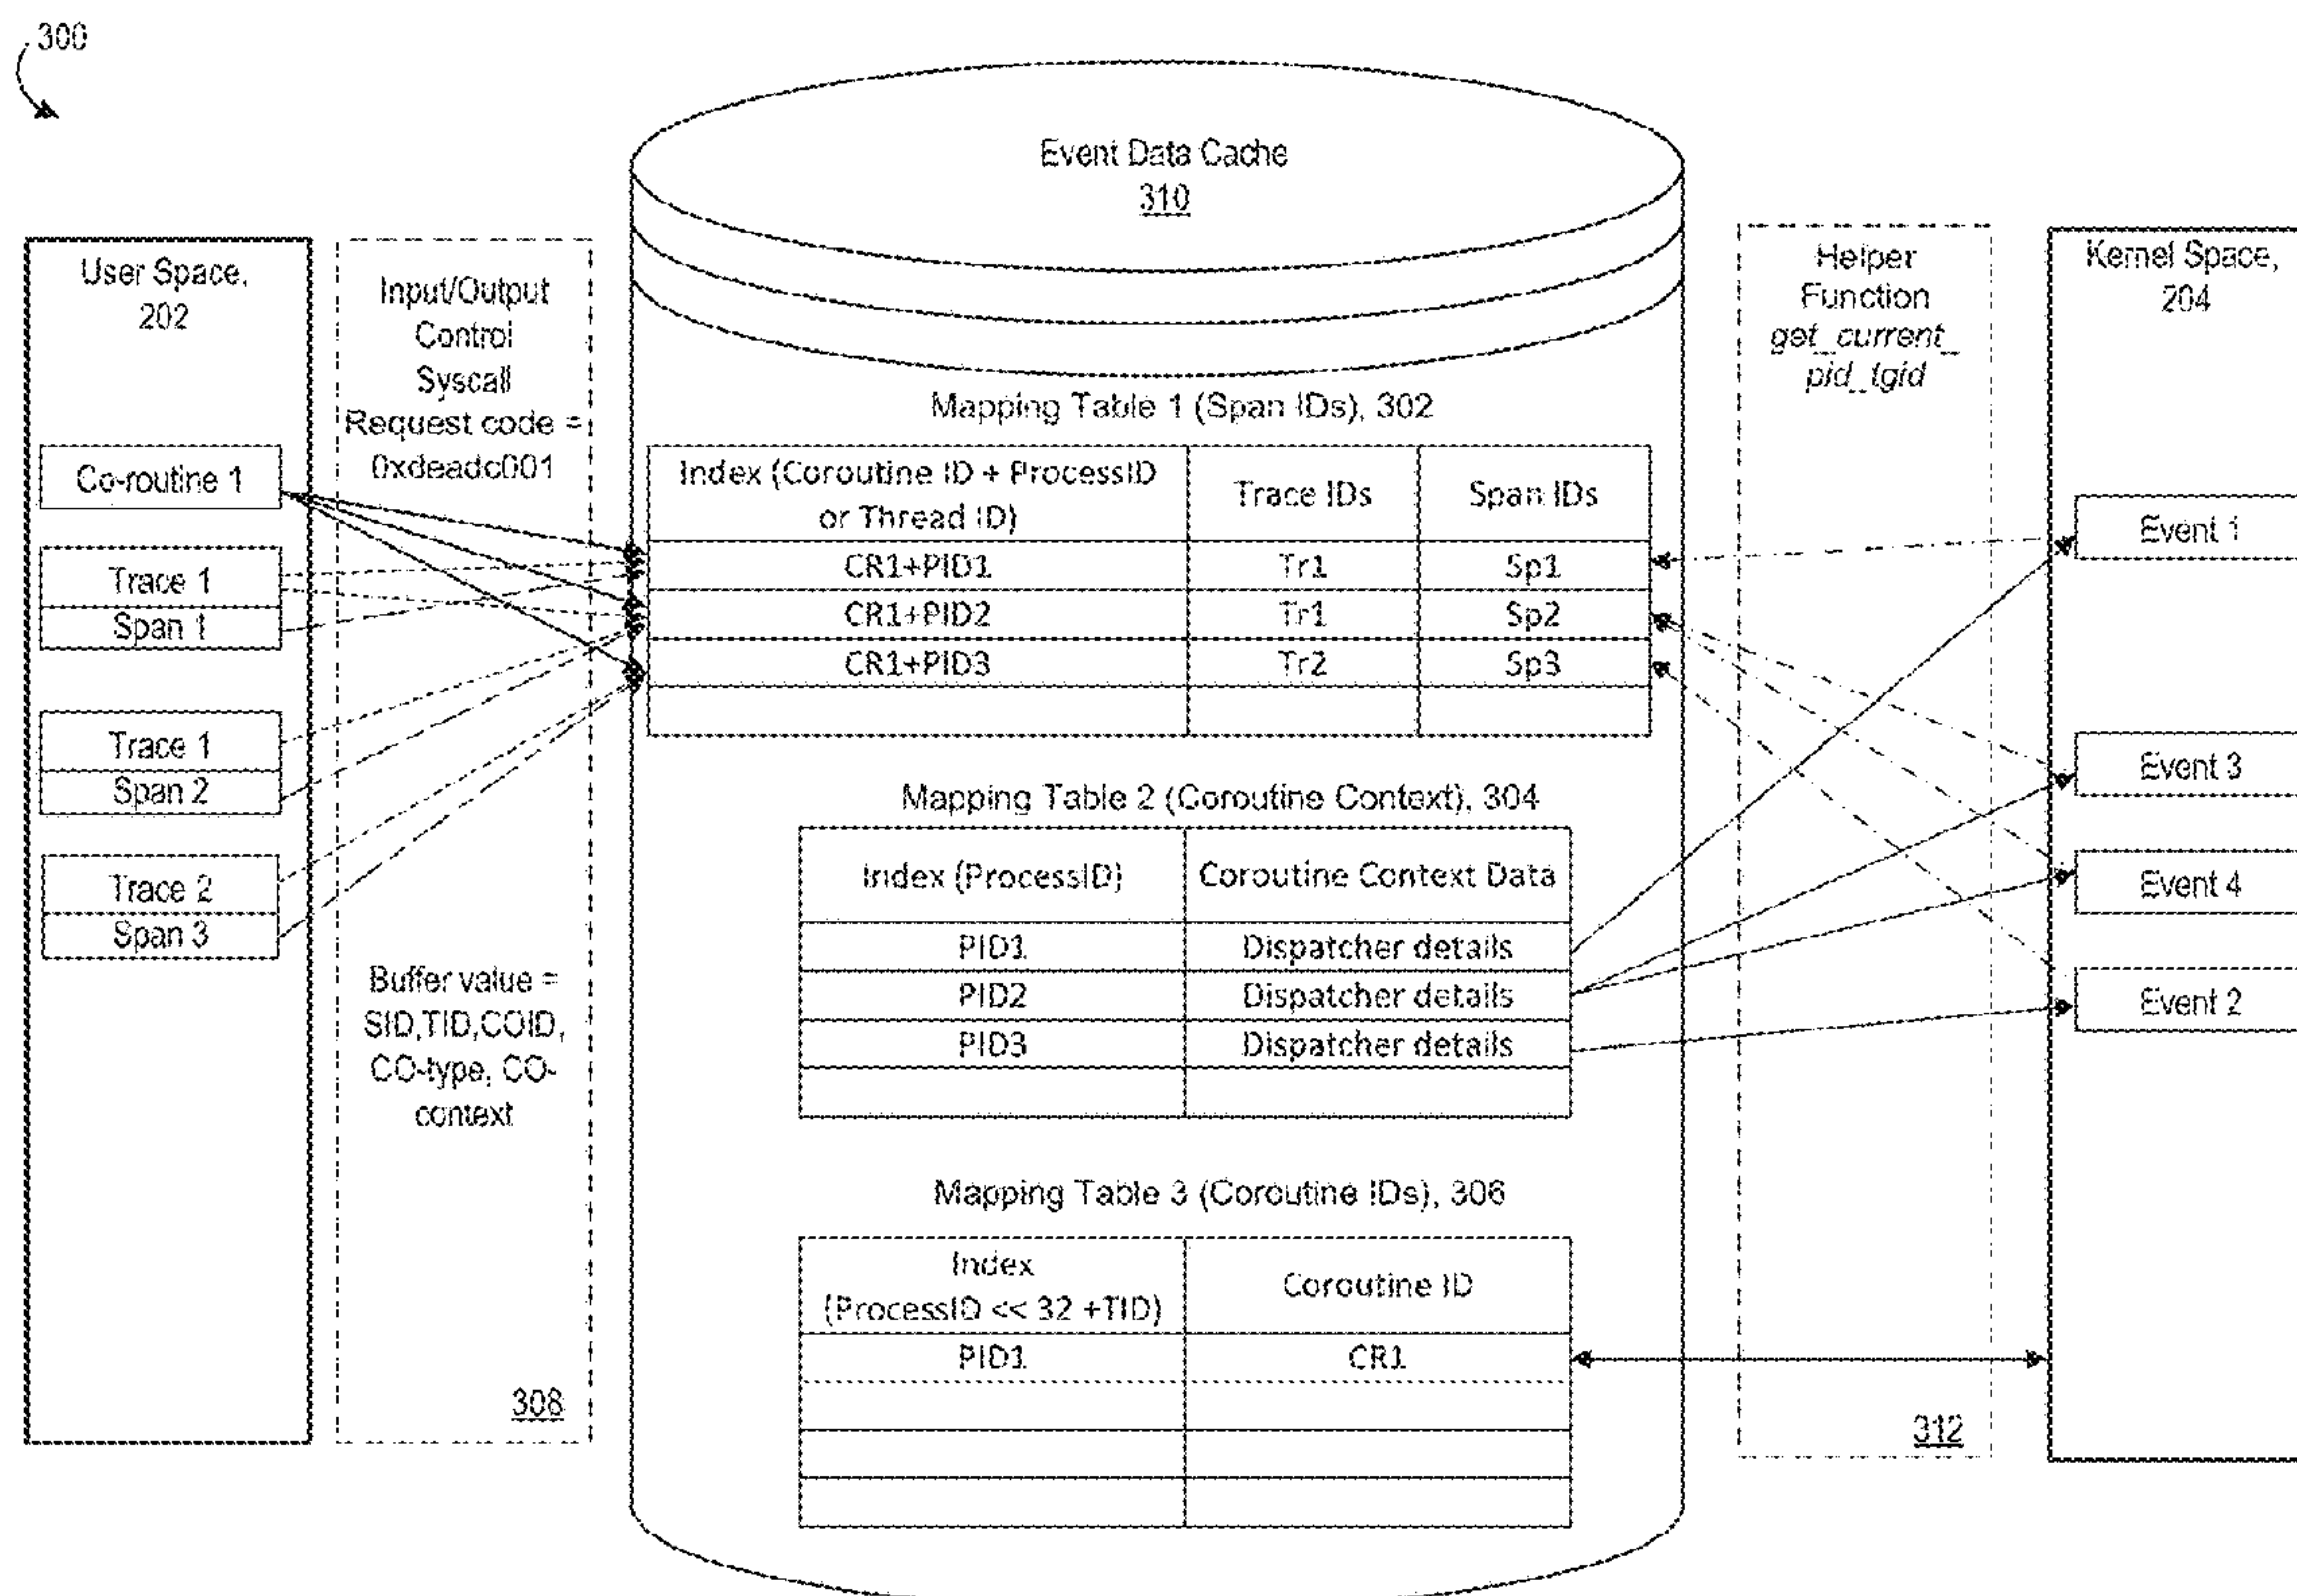 300
Event Data Cache
310
User Space,
202
Input/Output
Control
Syscall
Request code =
0xdeadc001
Co-routine 1
Trace 1
Span 1
Trace 1
Span 2
Trace 2
Span 3
Buffer value =
SID,TID,COID,
CO-type, CO-
context
308
Mapping Table 1 (Span IDs), 302
Index (Coroutine ID + ProcessID
or Thread ID)
Trace IDs
Span IDs
CR1+PID1
Tr1
Sp1
CR1+PID2
Tr1
Sp2
CR1+PID3
Tr2
Sp3
Mapping Table 2 (Coroutine Context), 304
Index (ProcessID)
Coroutine Context Data
PID1
Dispatcher details
PID2
Dispatcher details
PID3
Dispatcher details
Mapping Table 3 (Coroutine IDs), 306
Index
(ProcessID << 32 +TID)
Coroutine ID
PID1
CR1
Helper
Function
get_current_
pid_tgid
312
Kernel Space,
204
Event 1
Event 3
Event 4
Event 2